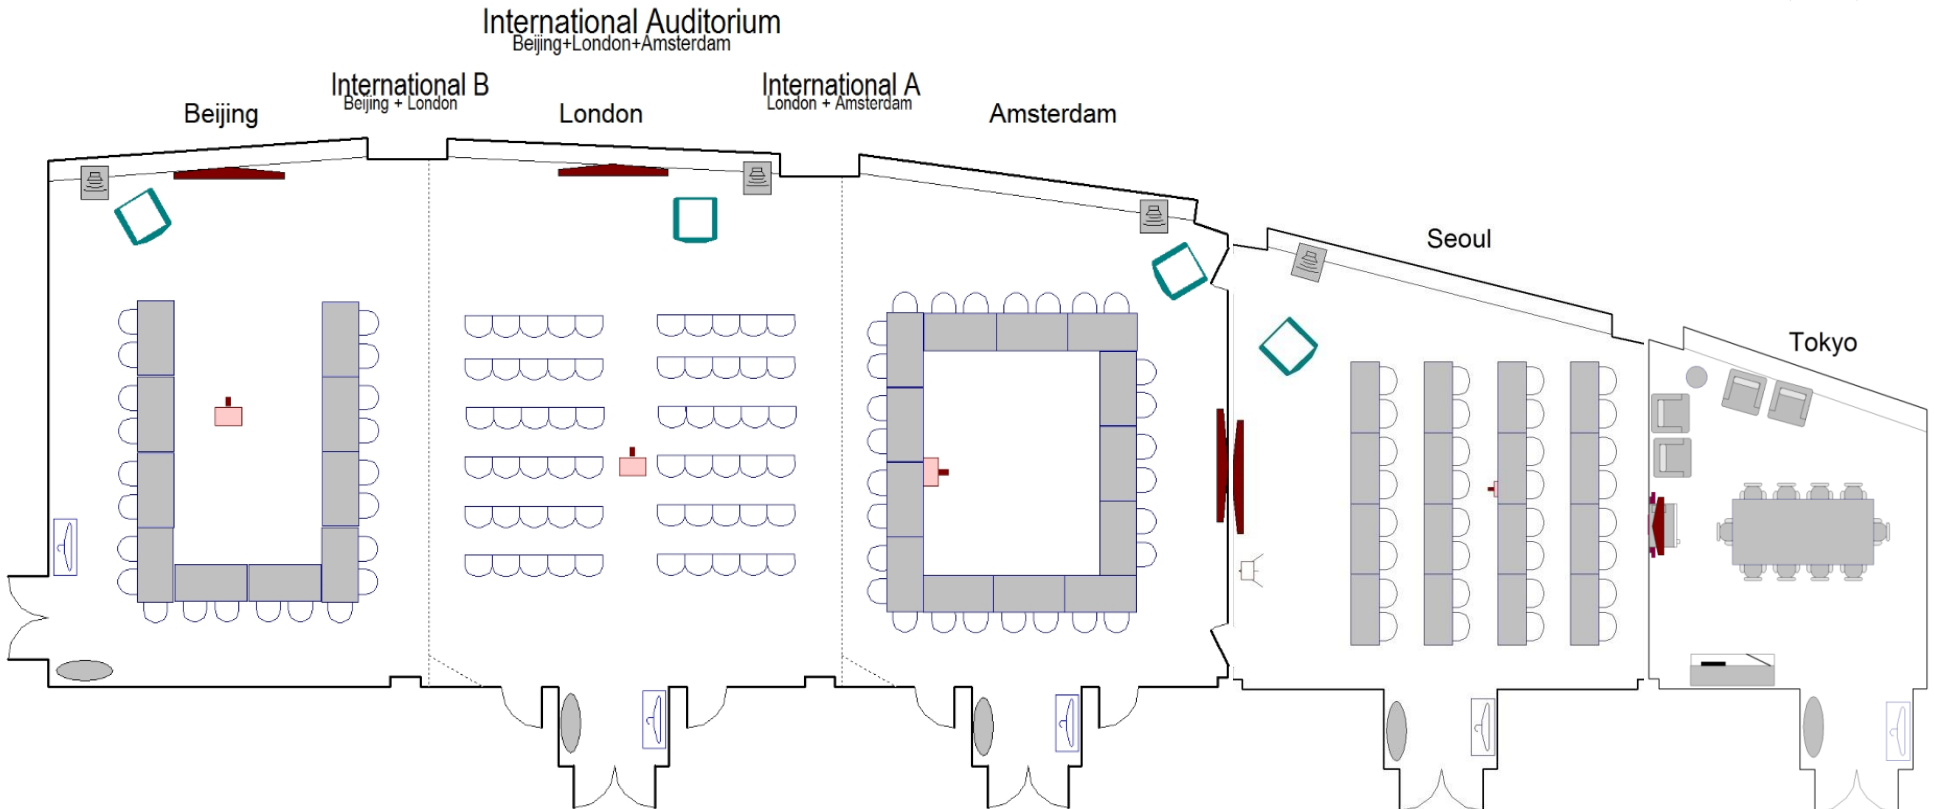 International Auditorium
Beijing+London+Amsterdam
International B
Beijing + London
International A
London + Amsterdam
Beijing
London
Amsterdam
Seoul
Tokyo